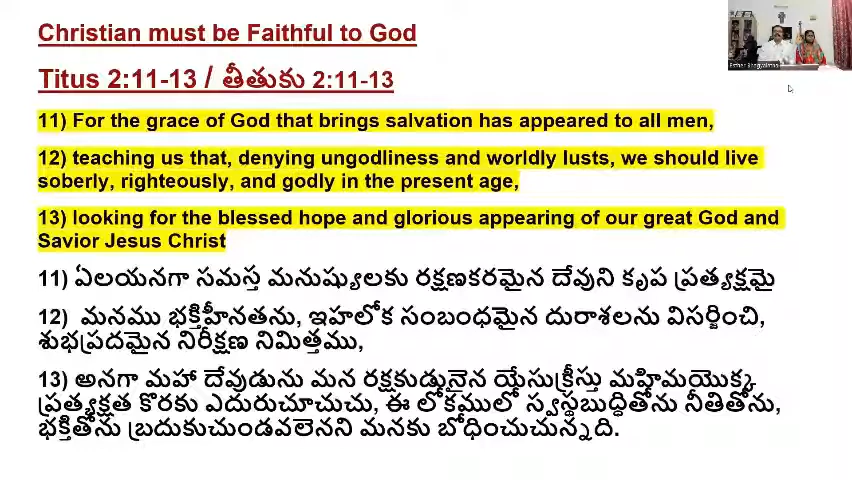 Christian must be Faithful to God
Titus 2:11-13 / తీతుకు 2:11-13
11) For the grace of God that brings salvation has appeared to all men,
12) teaching us that, denying ungodliness and worldly lusts, we should live
soberly, righteously, and godly in the present age,
13) looking for the blessed hope and glorious appearing of our great God and
Savior Jesus Christ
11) ఏలయనగా సమస్త మనుష్యులకు రక్షణకరమైన దేవుని కృప ప్రత్యక్షమై
12) మనము భక్తిహీనతను, ఇహలోక సంబంధమైన దురాశలను విసర్జించి,
శుభప్రదమైన నిరీక్షణ నిమిత్తము,
13) అనగా మహా దేవుడును మన రక్షకుడునైన యేసుక్రీస్తు మహిమయొక్క
ప్రత్యక్షత కొరకు ఎదురుచూచుచు, ఈ లోకములో స్వస్థబుద్ధితోను నీతితోను,
భక్తితోను బ్రదుకుచుండవలెనని మనకు బోధించుచున్నది.